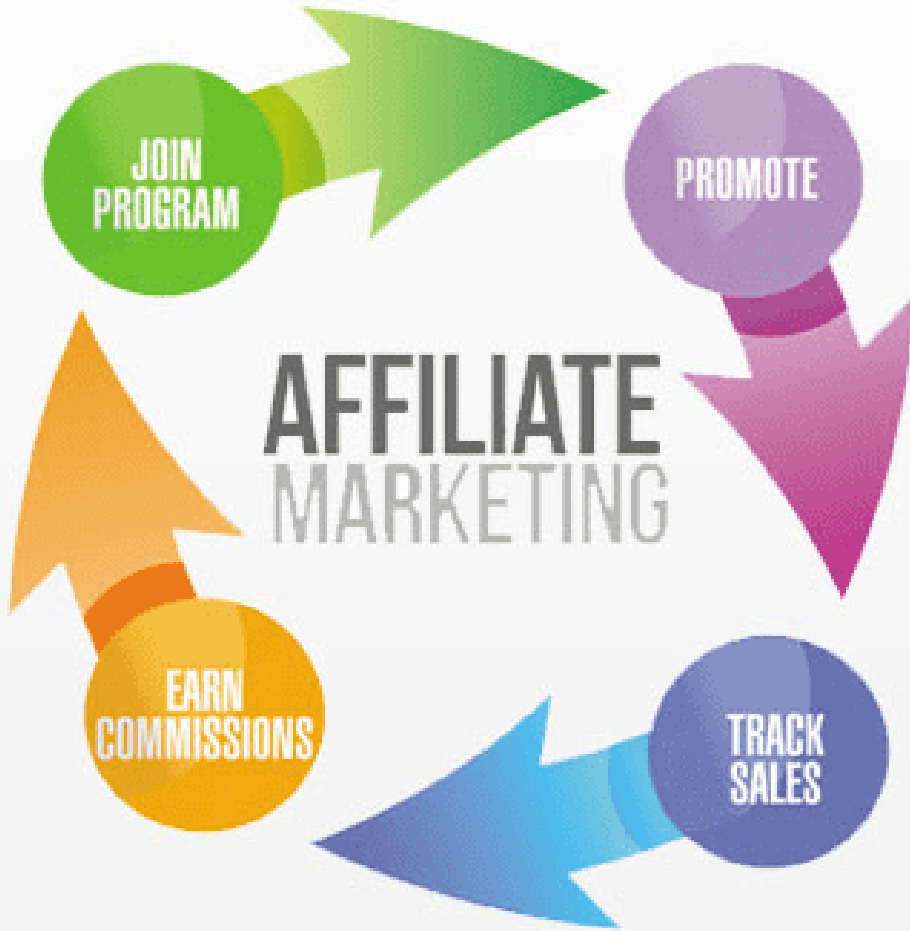 JOIN
PROGRAM
PROMOTE
AFFILIATE
MARKETING
EARN
COMMISSIONS
TRACK
SALES